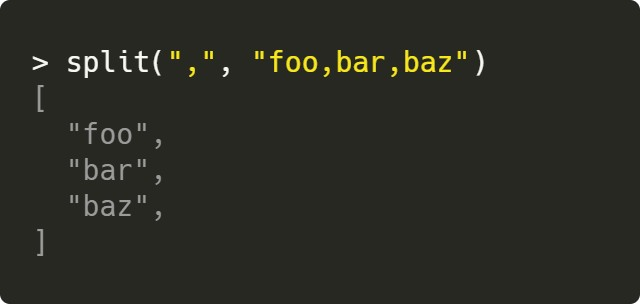 > split(",", "foo,bar,baz")
[
  "foo",
  "bar",
  "baz",
]